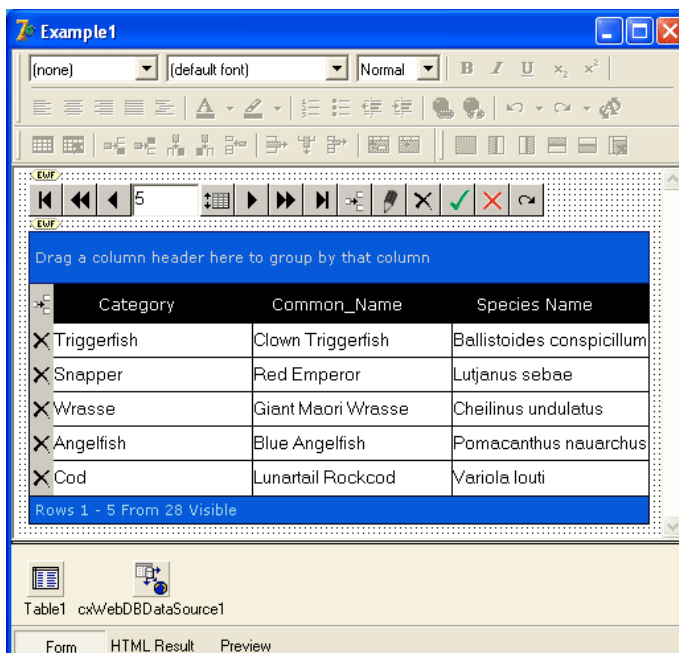 Example1
(none) (default font) Normal B I U x₂ x²
EWF
5
EWF
Drag a column header here to group by that column
Category Common_Name Species Name
Triggerfish Clown Triggerfish Ballistoides conspicillum
Snapper Red Emperor Lutjanus sebae
Wrasse Giant Maori Wrasse Cheilinus undulatus
Angelfish Blue Angelfish Pomacanthus nauarchus
Cod Lunartail Rockcod Variola louti
Rows 1 - 5 From 28 Visible
Table1 cxWebDBDataSource1
Form HTML Result Preview